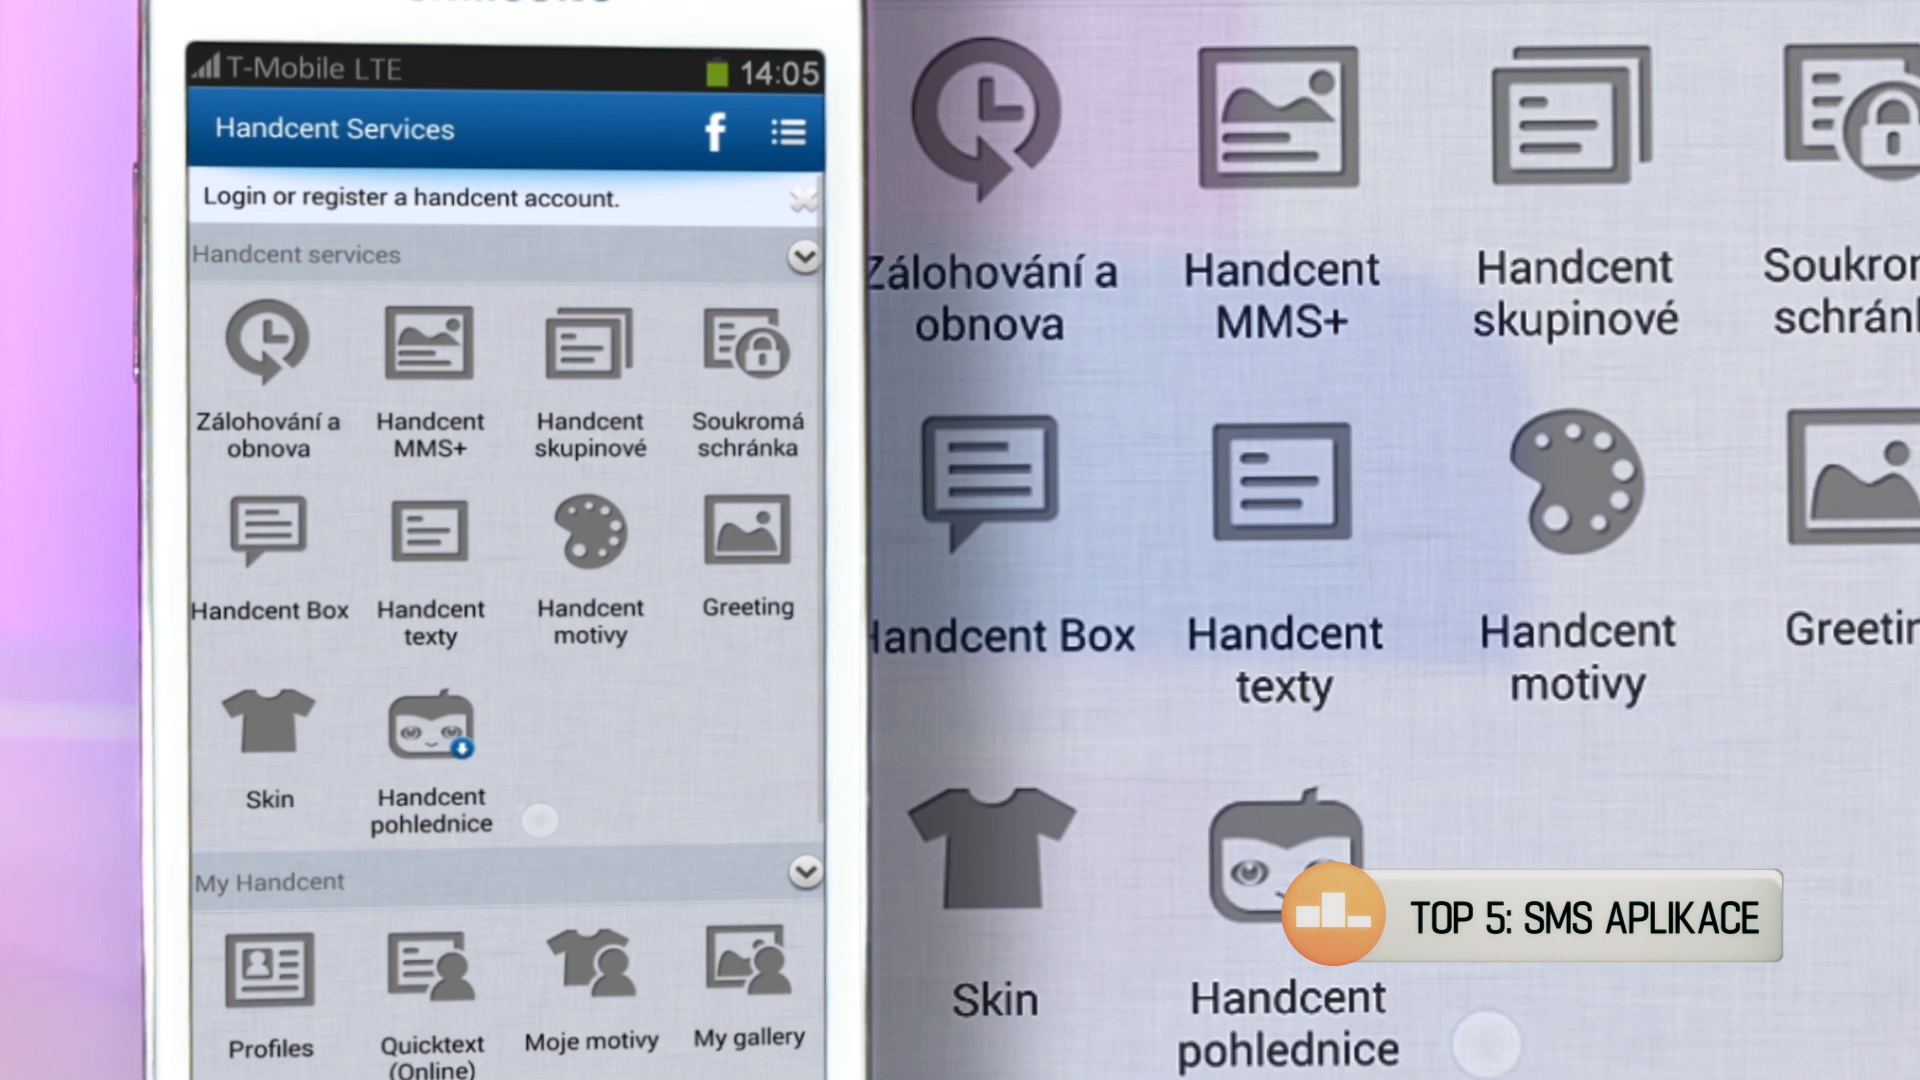 T-Mobile LTE 14:05
Handcent Services
Login or register a handcent account.
Handcent services
Zálohování a
obnova
Handcent
MMS+
Handcent
skupinové
Soukromá
schránka
Handcent Box
Handcent
texty
Handcent
motivy
Greeting
Skin
Handcent
pohlednice
My Handcent
Profiles
Quicktext
(Online)
Moje motivy
My gallery
Zálohování a
obnova
Handcent
MMS+
Handcent
skupinové
Soukrom
schránk
Handcent Box
Handcent
texty
Handcent
motivy
Greetin
Skin
Handcent
pohlednice
TOP 5: SMS APLIKACE